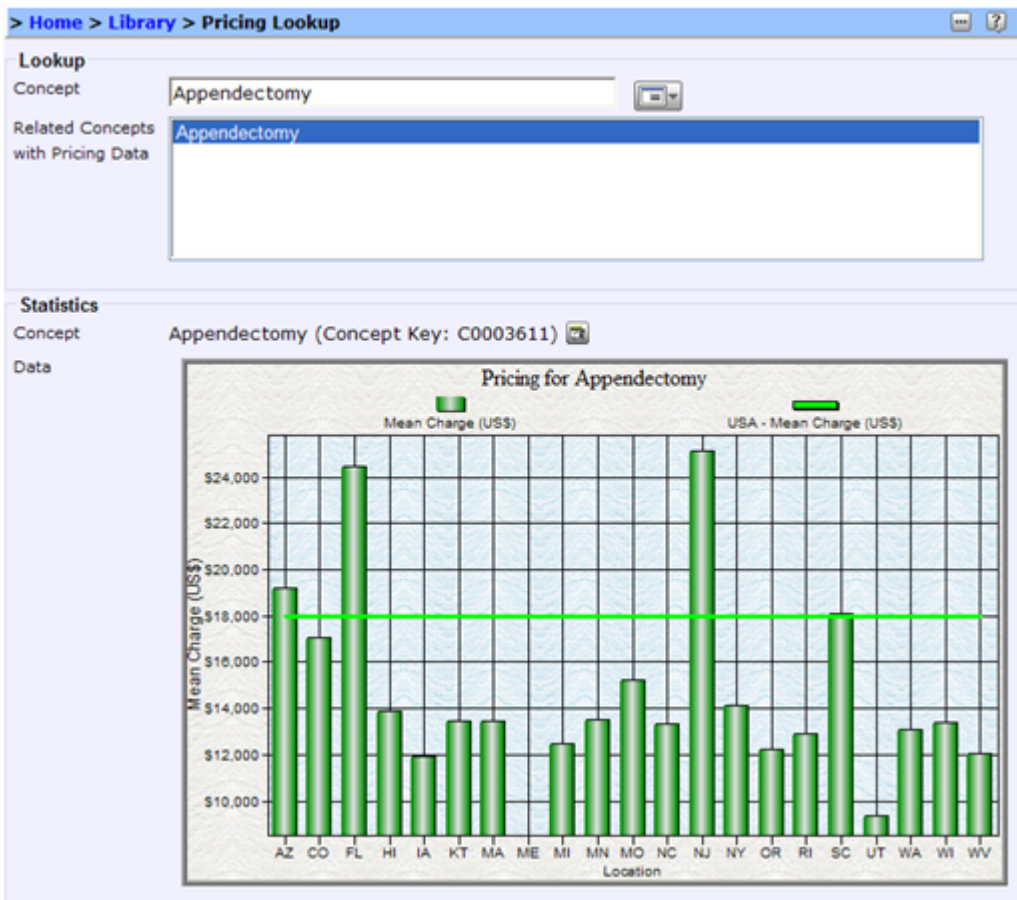 > Home > Library > Pricing Lookup
Lookup
Concept
Appendectomy
Related Concepts
with Pricing Data
Appendectomy
Statistics
Concept
Appendectomy (Concept Key: C0003611)
Data
Pricing for Appendectomy
Mean Charge (US$)
USA - Mean Charge (US$)
$24,000
$22,000
$20,000
$18,000
$16,000
$14,000
$12,000
$10,000
Mean Charge (US$)
AZ CO FL HI IA KT MA ME MI MN MO NC NJ NY OR RI SC UT WA WI WV
Location